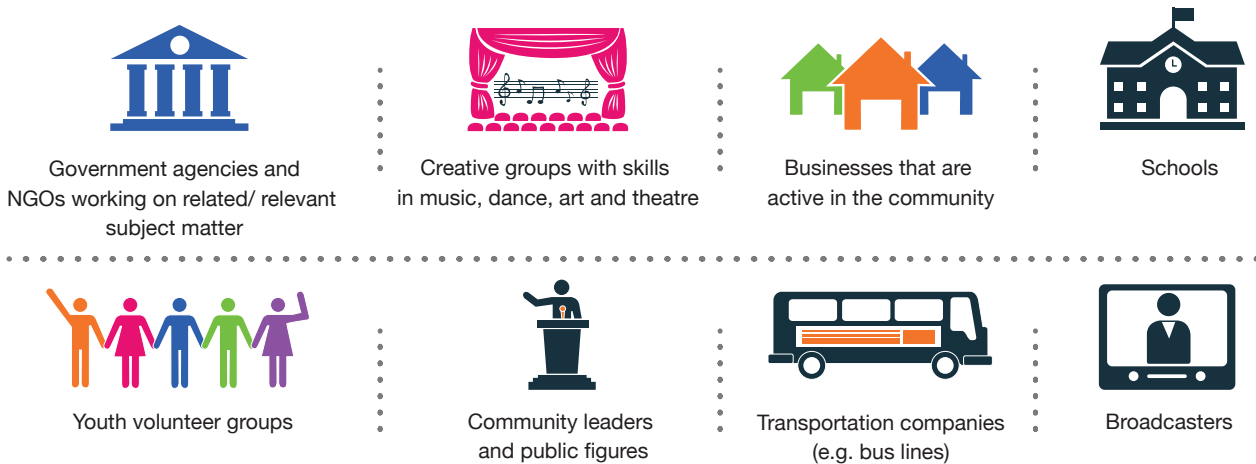 Government agencies and
NGOs working on related/ relevant
subject matter
Creative groups with skills
in music, dance, art and theatre
Businesses that are
active in the community
Schools
Youth volunteer groups
Community leaders
and public figures
Transportation companies
(e.g. bus lines)
Broadcasters